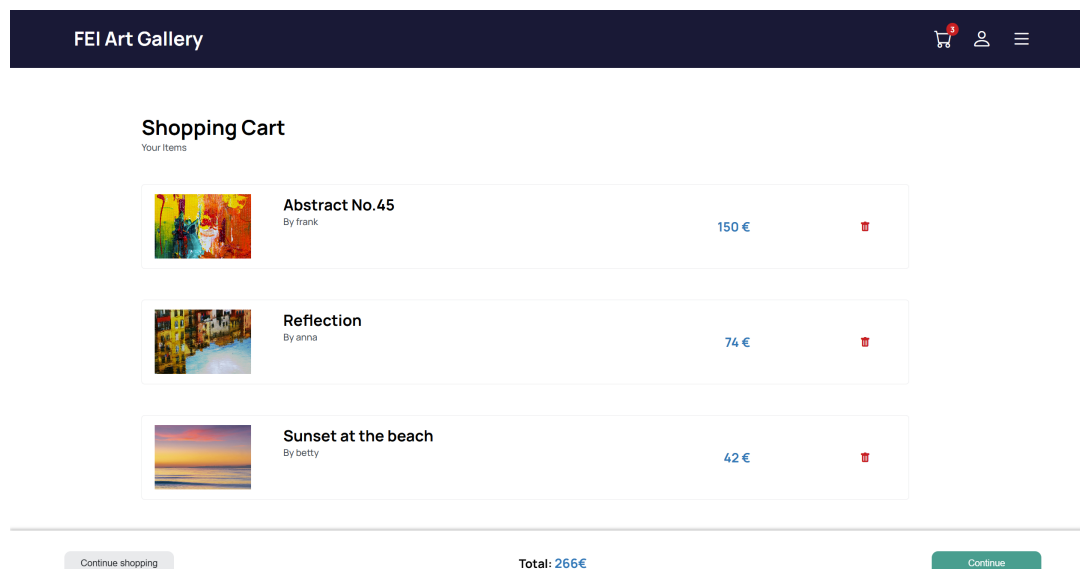 FEI Art Gallery
3
Shopping Cart
Your Items
Abstract No.45
By frank
150 €
Reflection
By anna
74 €
Sunset at the beach
By betty
42 €
Continue shopping
Total: 266€
Continue